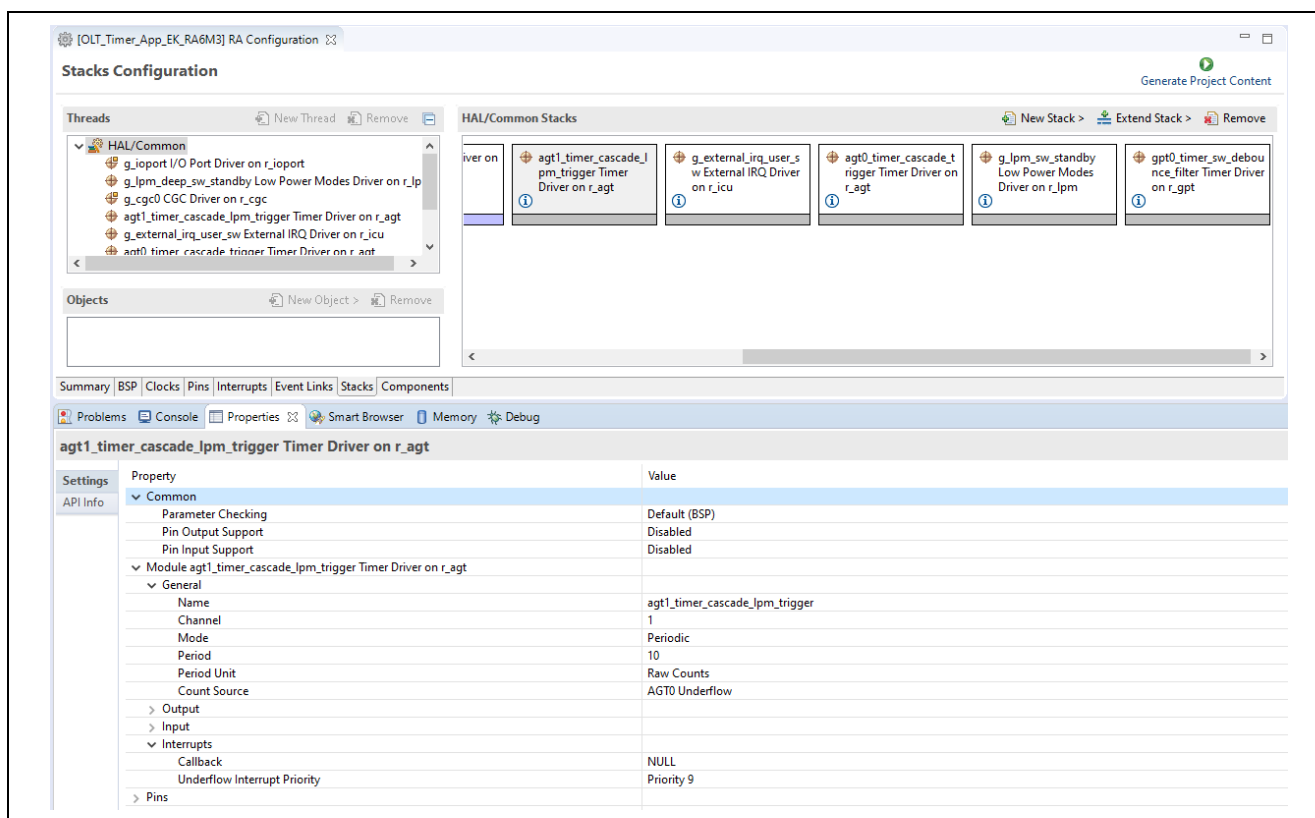 [OLT_Timer_App_EK_RA6M3] RA Configuration
Stacks Configuration
Generate Project Content
Threads
New Thread
Remove
HAL/Common Stacks
New Stack >
Extend Stack >
Remove
HAL/Common
g_ioport I/O Port Driver on r_ioport
g_lpm_deep_sw_standby Low Power Modes Driver on r_lp
g_cgc0 CGC Driver on r_cgc
agt1_timer_cascade_lpm_trigger Timer Driver on r_agt
g_external_irq_user_sw External IRQ Driver on r_icu
agt0_timer_cascade_trigger Timer Driver on r_agt
iver on
agt1_timer_cascade_l
pm_trigger Timer
Driver on r_agt
g_external_irq_user_s
w External IRQ Driver
on r_icu
agt0_timer_cascade_t
rigger Timer Driver on
r_agt
g_lpm_sw_standby
Low Power Modes
Driver on r_lpm
gpt0_timer_sw_debou
nce_filter Timer Driver
on r_gpt
Objects
New Object >
Remove
Summary BSP Clocks Pins Interrupts Event Links Stacks Components
Problems Console Properties Smart Browser Memory Debug
agt1_timer_cascade_lpm_trigger Timer Driver on r_agt
Settings
API Info
Property Value
Common
Parameter Checking Default (BSP)
Pin Output Support Disabled
Pin Input Support Disabled
Module agt1_timer_cascade_lpm_trigger Timer Driver on r_agt
General
Name agt1_timer_cascade_lpm_trigger
Channel 1
Mode Periodic
Period 10
Period Unit Raw Counts
Count Source AGT0 Underflow
Output
Input
Interrupts
Callback NULL
Underflow Interrupt Priority Priority 9
Pins